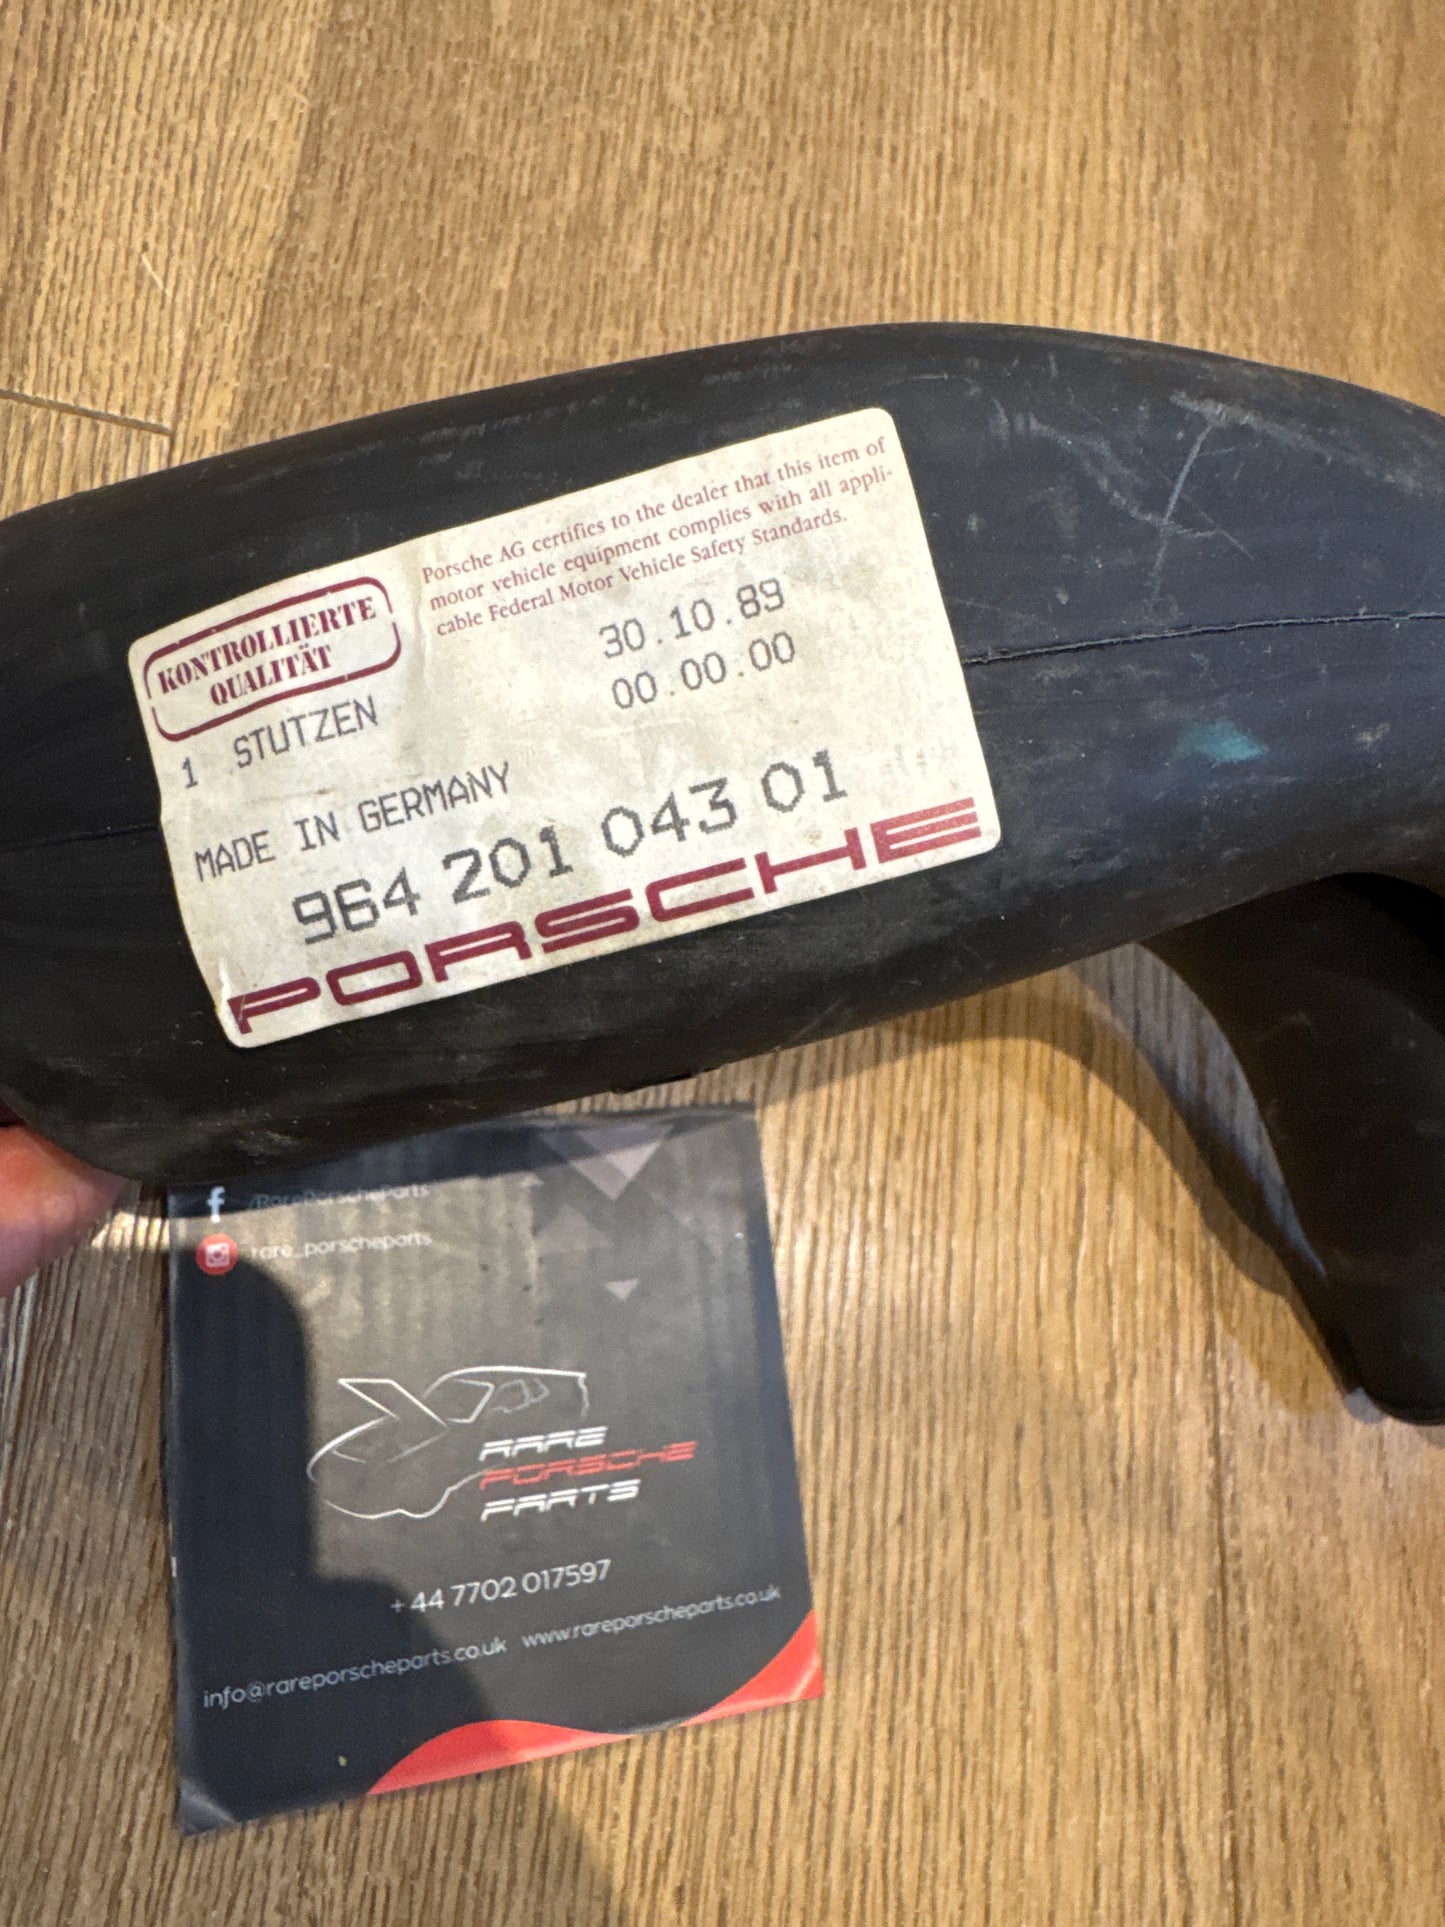 Porsche AG certifies to the dealer that this item of
motor vehicle equipment complies with all appli-
cable Federal Motor Vehicle Safety Standards.
KONTROLLIERTE
QUALITÄT
30.10.89
00.00.00
1 STUTZEN
MADE IN GERMANY
964 201 043 01
PORSCHE
/RarePorscheParts
rare_porscheparts
RARE
PORSCHE
PARTS
+44 7702 017597
info@rareporscheparts.co.uk www.rareporscheparts.co.uk